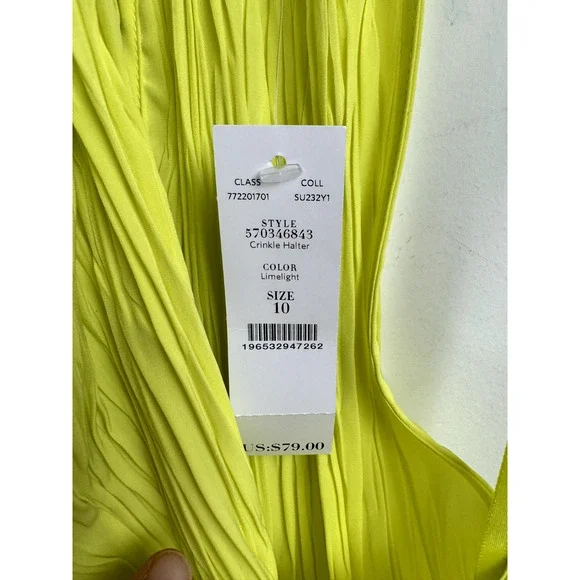 CLASS COLL
772201701 SU232Y1
STYLE
570346843
Crinkle Halter
COLOR
Limelight
SIZE
10
196532947262
US:$79.00